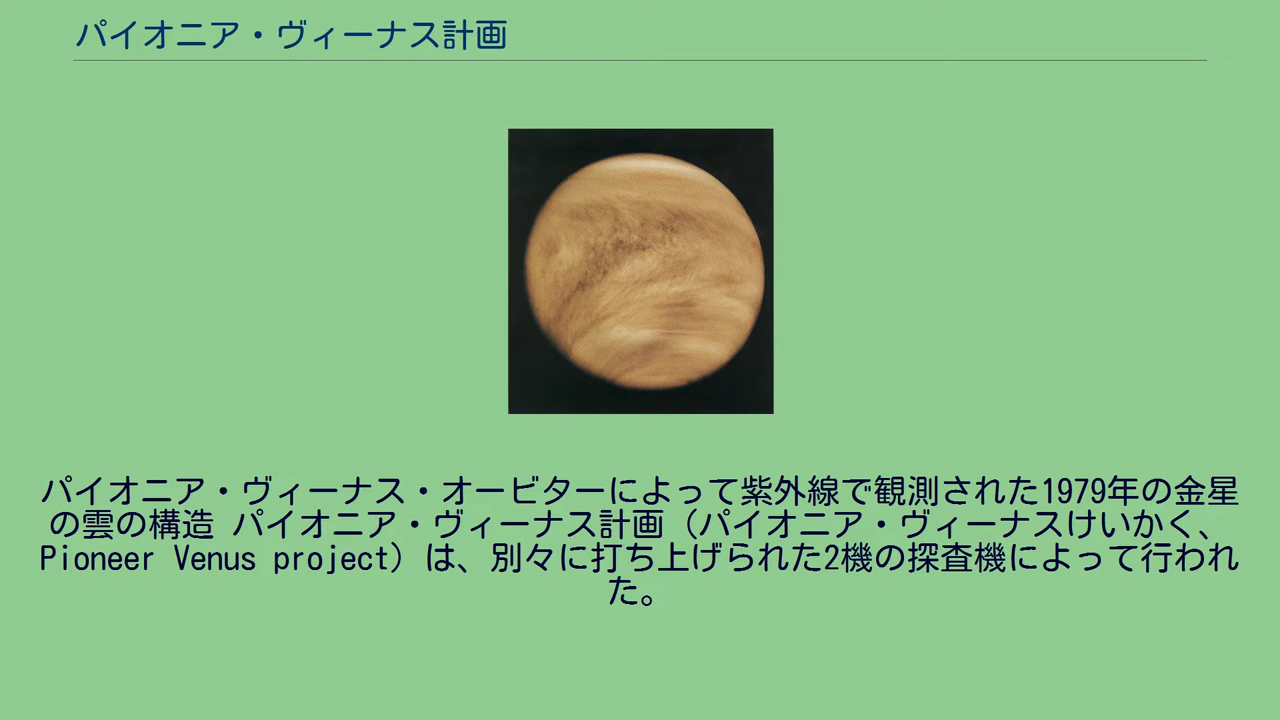 パイオニア・ヴィーナス計画
パイオニア・ヴィーナス・オービターによって紫外線で観測された1979年の金星
の雲の構造 パイオニア・ヴィーナス計画（パイオニア・ヴィーナスけいかく、
Pioneer Venus project）は、別々に打ち上げられた2機の探査機によって行われ
た。